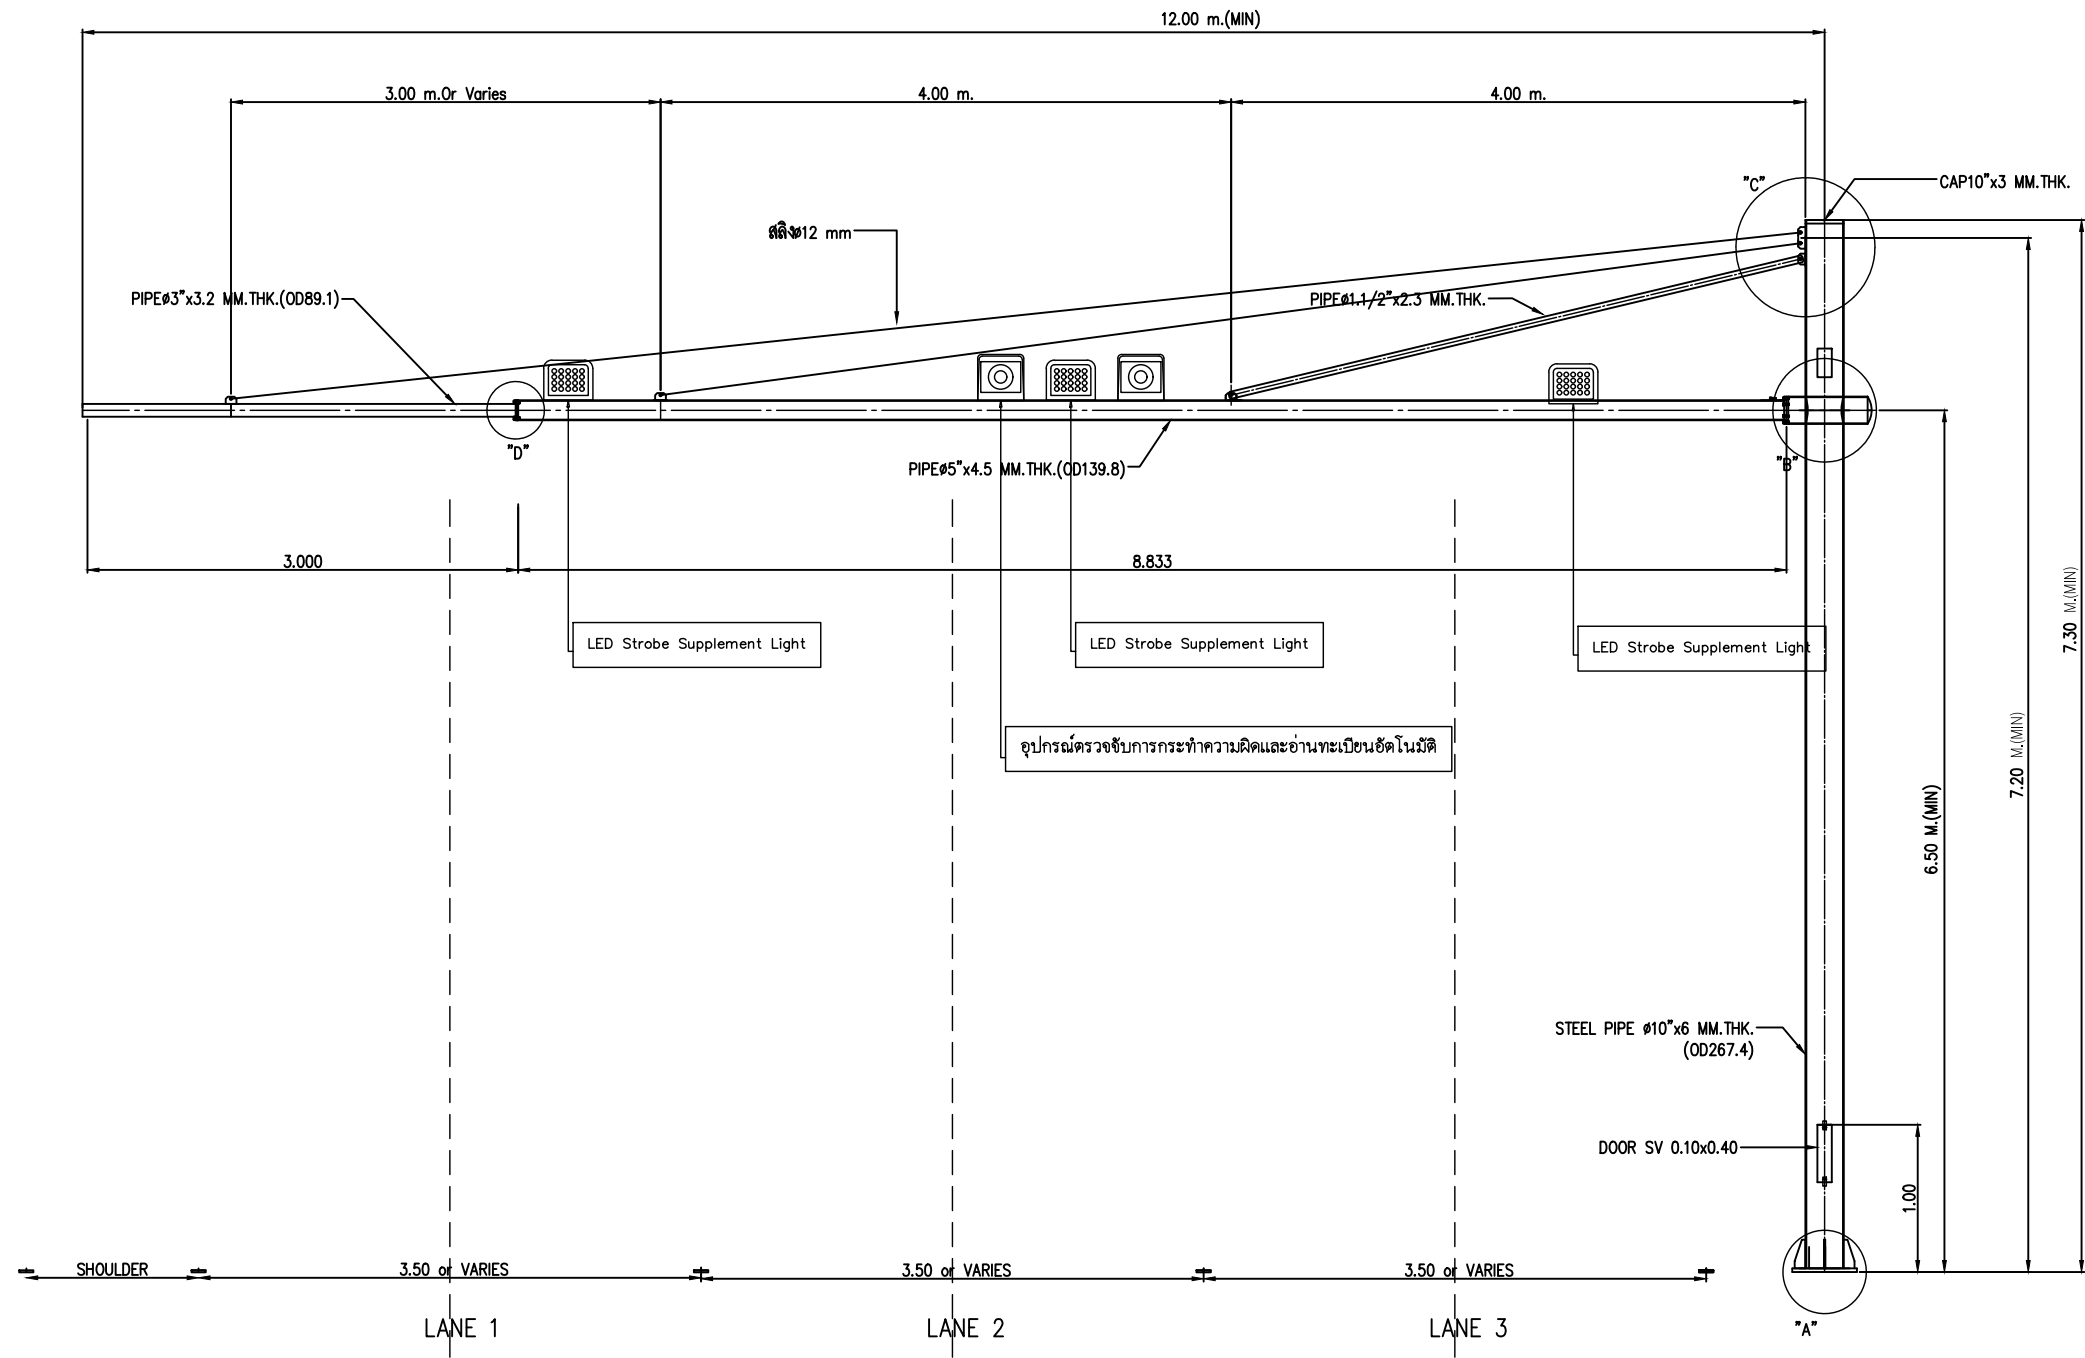 12.00 m.(MIN)
3.00 m.Or Varies
4.00 m.
4.00 m.
"C"
CAP10"x3 MM.THK.
สลิงø12 mm
PIPEø3"x3.2 MM.THK.(OD89.1)
PIPEø1.1/2"x2.3 MM.THK.
"D"
PIPEø5"x4.5 MM.THK.(OD139.8)
"B"
3.000
8.833
LED Strobe Supplement Light
LED Strobe Supplement Light
LED Strobe Supplement Light
7.30 M.(MIN)
อุปกรณ์ตรวจจับการกระทำความผิดและอ่านทะเบียนอัตโนมัติ
7.20 M.(MIN)
6.50 M.(MIN)
STEEL PIPE ø10"x6 MM.THK.
(OD267.4)
DOOR SV 0.10x0.40
1.00
SHOULDER
3.50 or VARIES
3.50 or VARIES
3.50 or VARIES
LANE 1
LANE 2
LANE 3
"A"